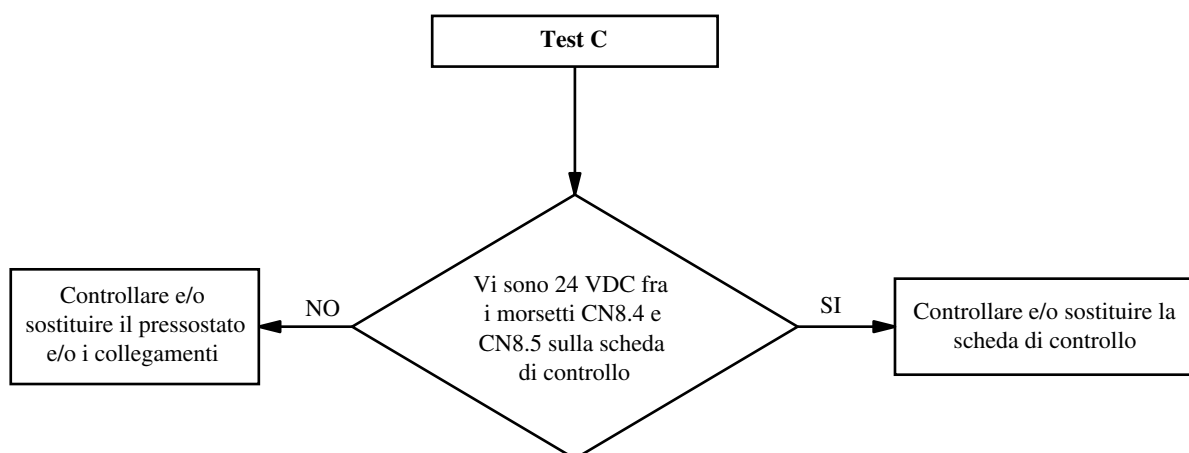 Test C
Vi sono 24 VDC fra
i morsetti CN8.4 e
CN8.5 sulla scheda
di controllo
NO
Controllare e/o
sostituire il pressostato
e/o i collegamenti
SI
Controllare e/o sostituire la
scheda di controllo